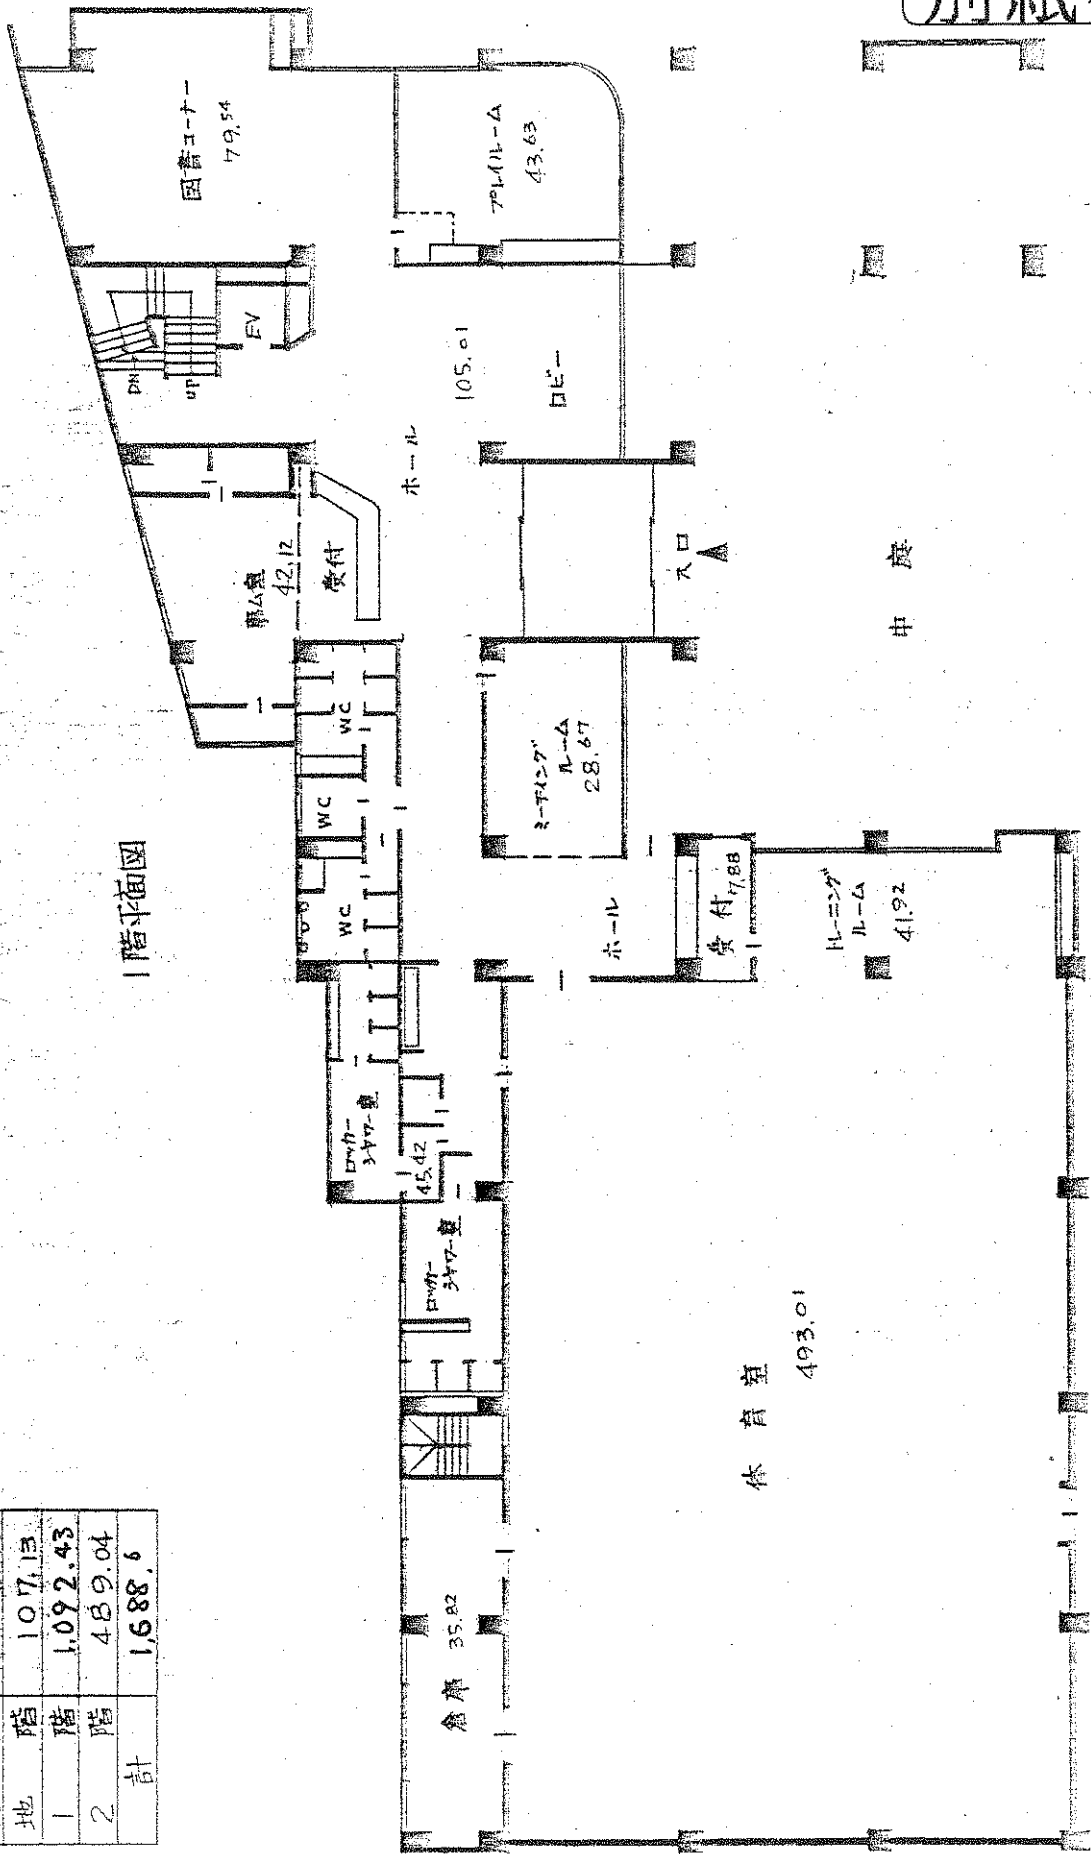 別紙
1階平面図
地 階 107.13
1 階 1,092.43
2 階 489.04
計 1,688.6
図書コーナー
79.54
プレイルーム
43.63
DN
UP
EV
105.01
ロビー
ホール
事ム室
42.12
受付
入口
中庭
WC
WC
WC
ミーティング
ルーム
28.67
ホール
受付
7.88
トレーニング
ルーム
41.92
ロッカー
シャワー室
45.42
ロッカー
シャワー室
体育室
493.01
倉庫
35.82